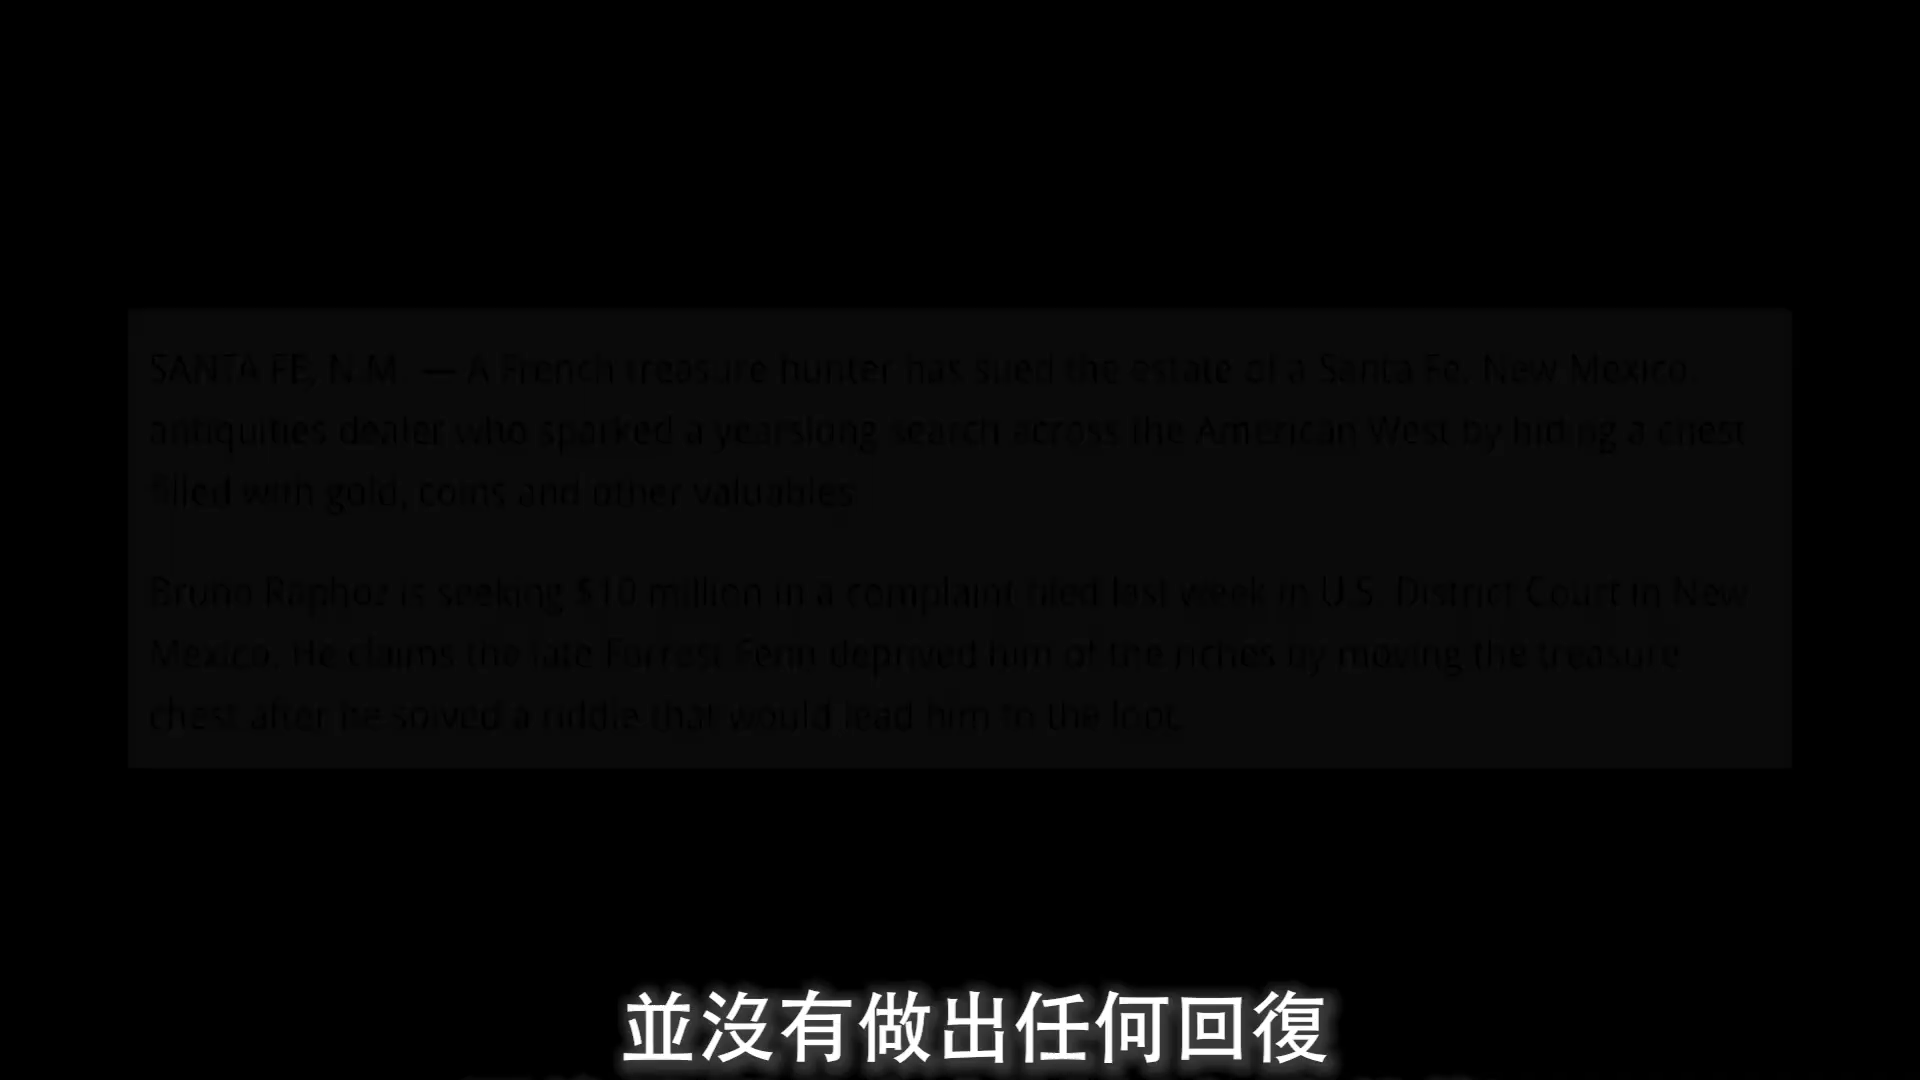 SANTA FE, N.M. — A French treasure hunter has sued the estate of a Santa Fe, New Mexico,
antiquities dealer who sparked a yearslong search across the American West by hiding a chest
filled with gold, coins and other valuables.
Bruno Raphoz is seeking $10 million in a complaint filed last week in U.S. District Court in New
Mexico. He claims the late Forrest Fenn deprived him of the riches by moving the treasure
chest after he solved a riddle that would lead him to the loot.
並沒有做出任何回復